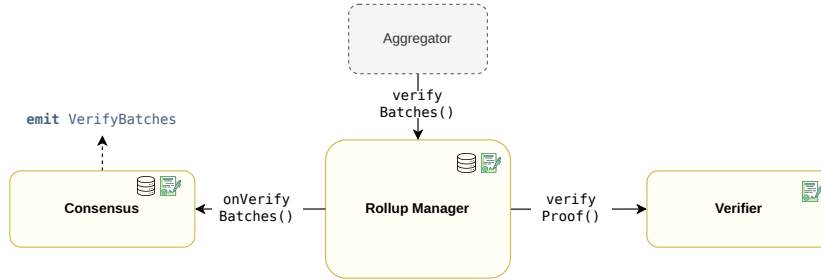 Aggregator
verify
Batches()
emit VerifyBatches
Consensus
onVerify
Batches()
Rollup Manager
verify
Proof()
Verifier